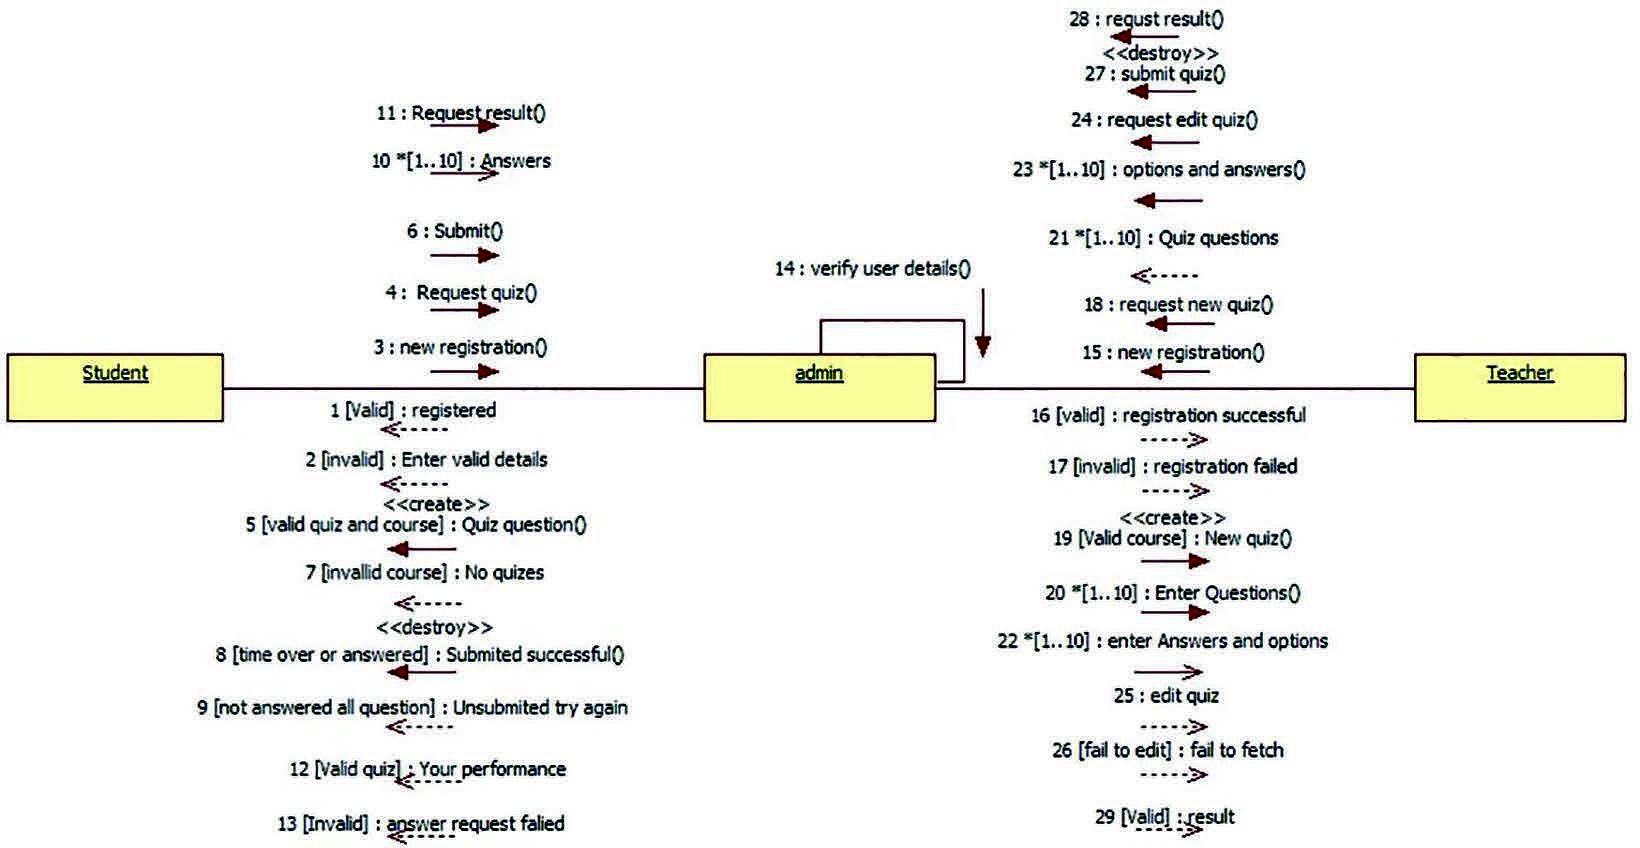 28 : requst result()
<<destroy>>
27 : submit quiz()
11 : Request result()
24 : request edit quiz()
10 *[1..10] : Answers
23 *[1..10] : options and answers()
6 : Submit()
21 *[1..10] : Quiz questions
14 : verify user details()
4 : Request quiz()
18 : request new quiz()
3 : new registration()
15 : new registration()
Student
admin
Teacher
1 [Valid] : registered
2 [invalid] : Enter valid details
<<create>>
5 [valid quiz and course] : Quiz question()
7 [invallid course] : No quizes
<<destroy>>
8 [time over or answered] : Submited successful()
9 [not answered all question] : Unsubmited try again
12 [Valid quiz] : Your performance
13 [Invalid] : answer request falied
16 [valid] : registration successful
17 [invalid] : registration failed
<<create>>
19 [Valid course] : New quiz()
20 *[1..10] : Enter Questions()
22 *[1..10] : enter Answers and options
25 : edit quiz
26 [fail to edit] : fail to fetch
29 [Valid] : result